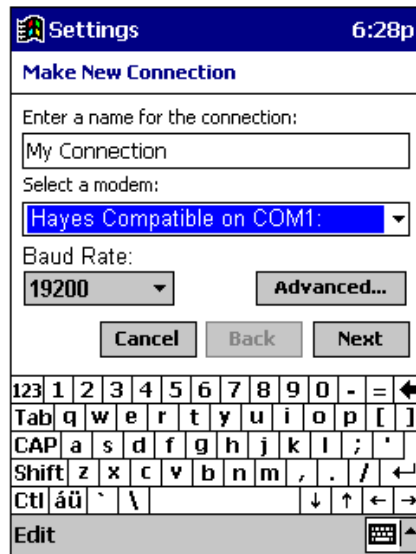 Settings 6:28p
Make New Connection
Enter a name for the connection:
My Connection
Select a modem:
Hayes Compatible on COM1:
Baud Rate:
19200 Advanced...
Cancel Back Next
123 1 2 3 4 5 6 7 8 9 0 - =
Tab q w e r t y u i o p [ ]
CAP a s d f g h j k l ; '
Shift z x c v b n m , . / ↵
Ctl áü ` \ ↓ ↑ ← →
Edit